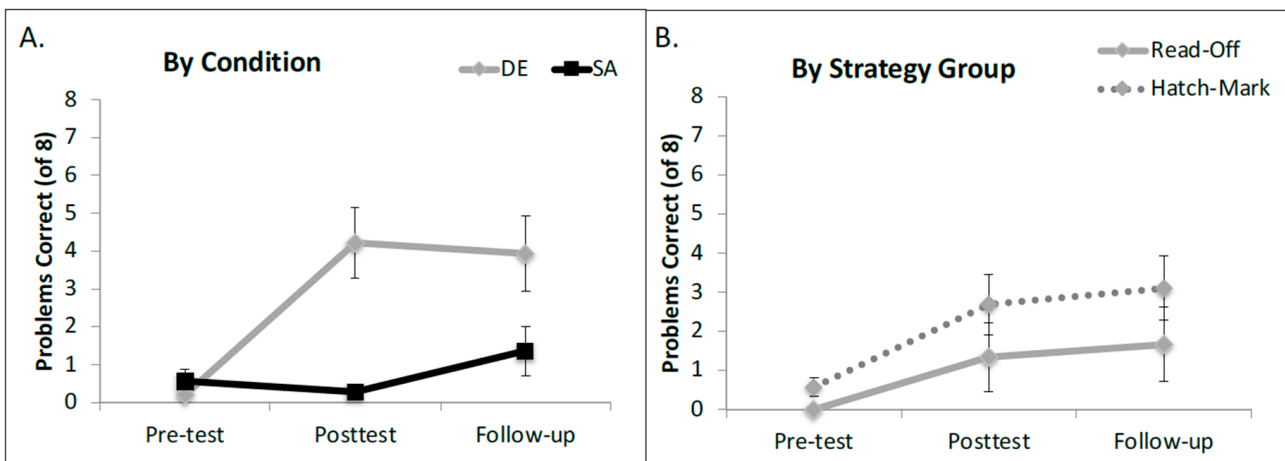 A.
By Condition
DE SA
Problems Correct (of 8)
8
7
6
5
4
3
2
1
0
Pre-test Posttest Follow-up
B.
By Strategy Group
Read-Off
Hatch-Mark
Problems Correct (of 8)
8
7
6
5
4
3
2
1
0
Pre-test Posttest Follow-up